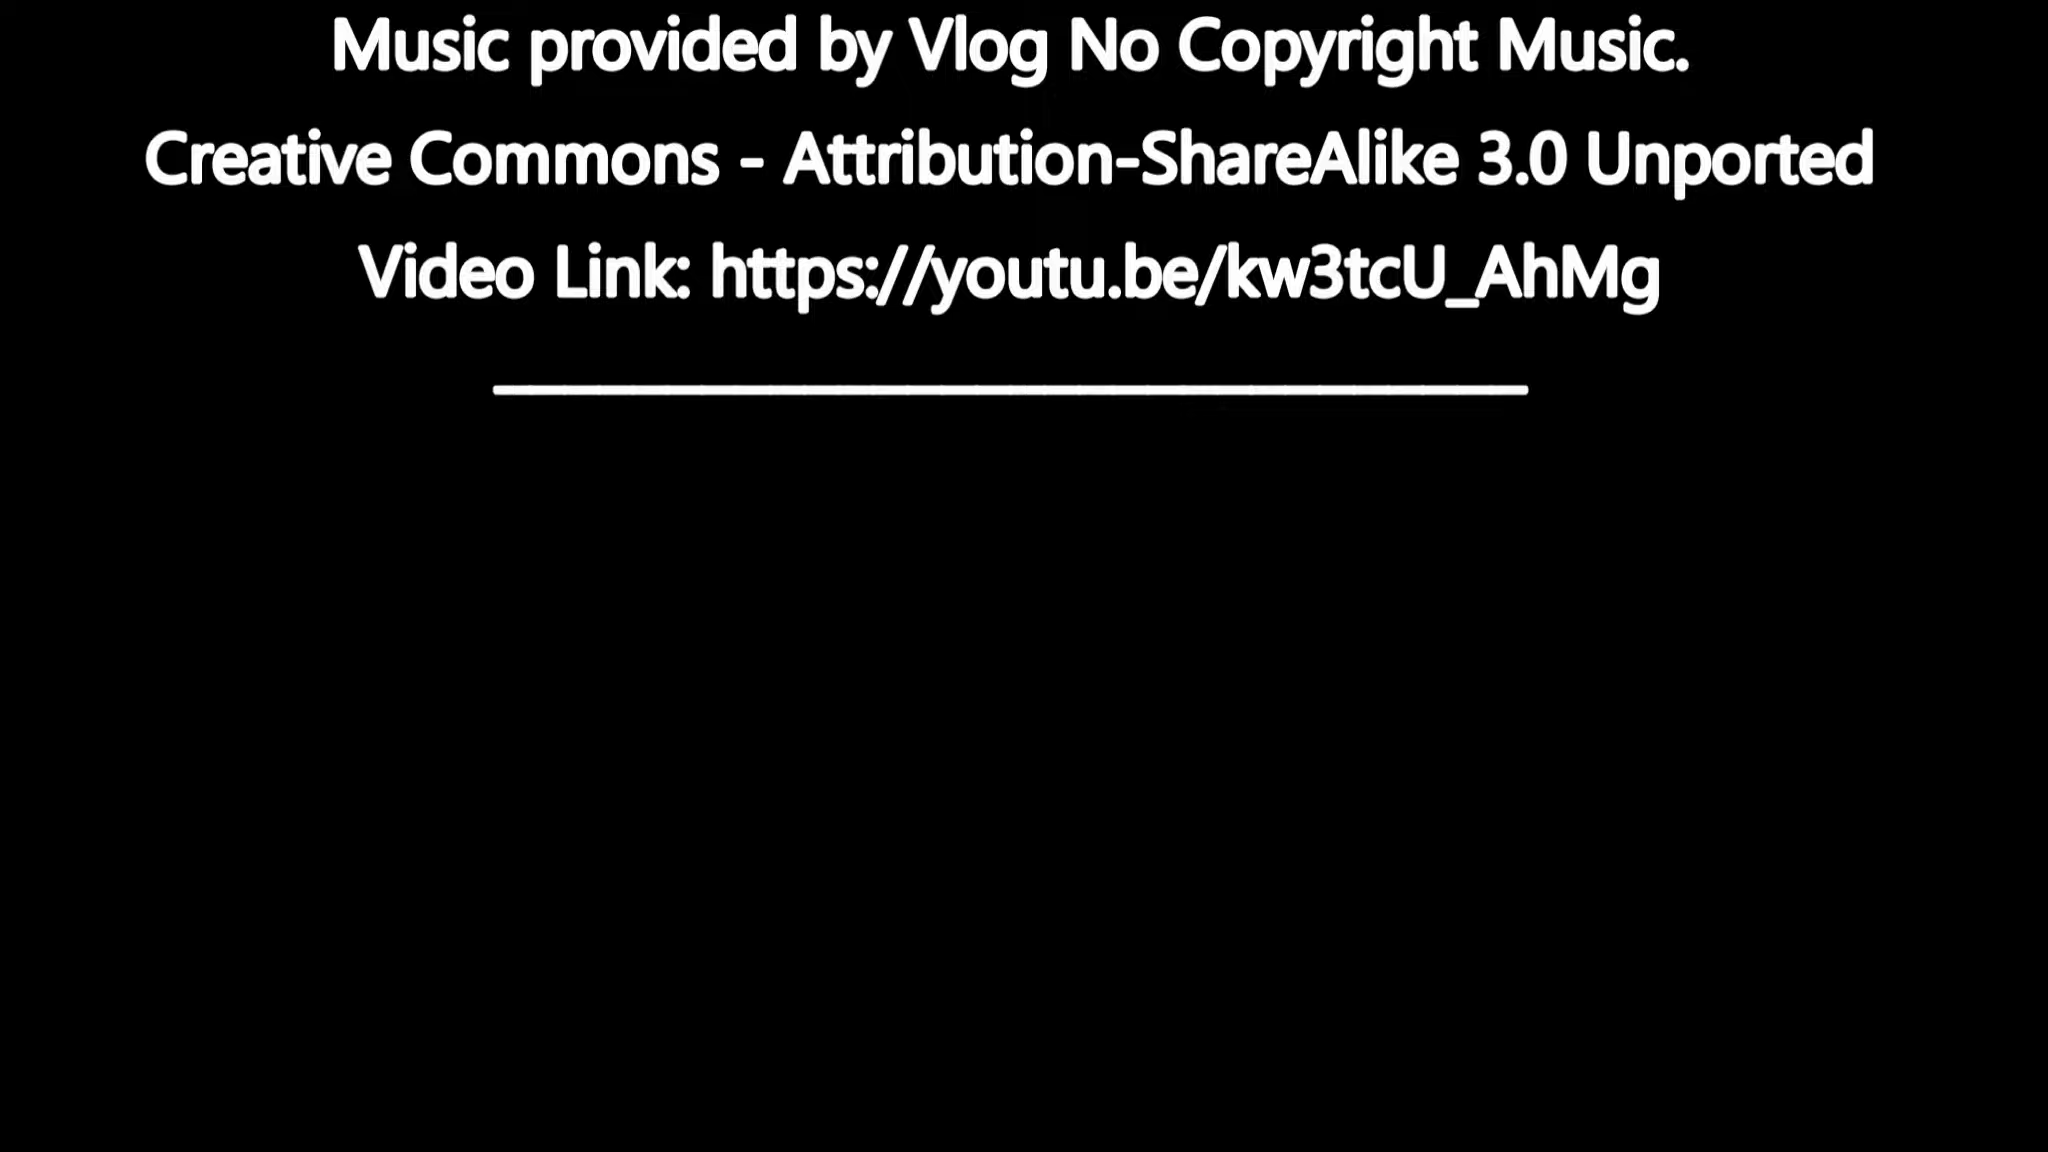 Music provided by Vlog No Copyright Music.
Creative Commons - Attribution-ShareAlike 3.0 Unported
Video Link: https://youtu.be/kw3tcU_AhMg